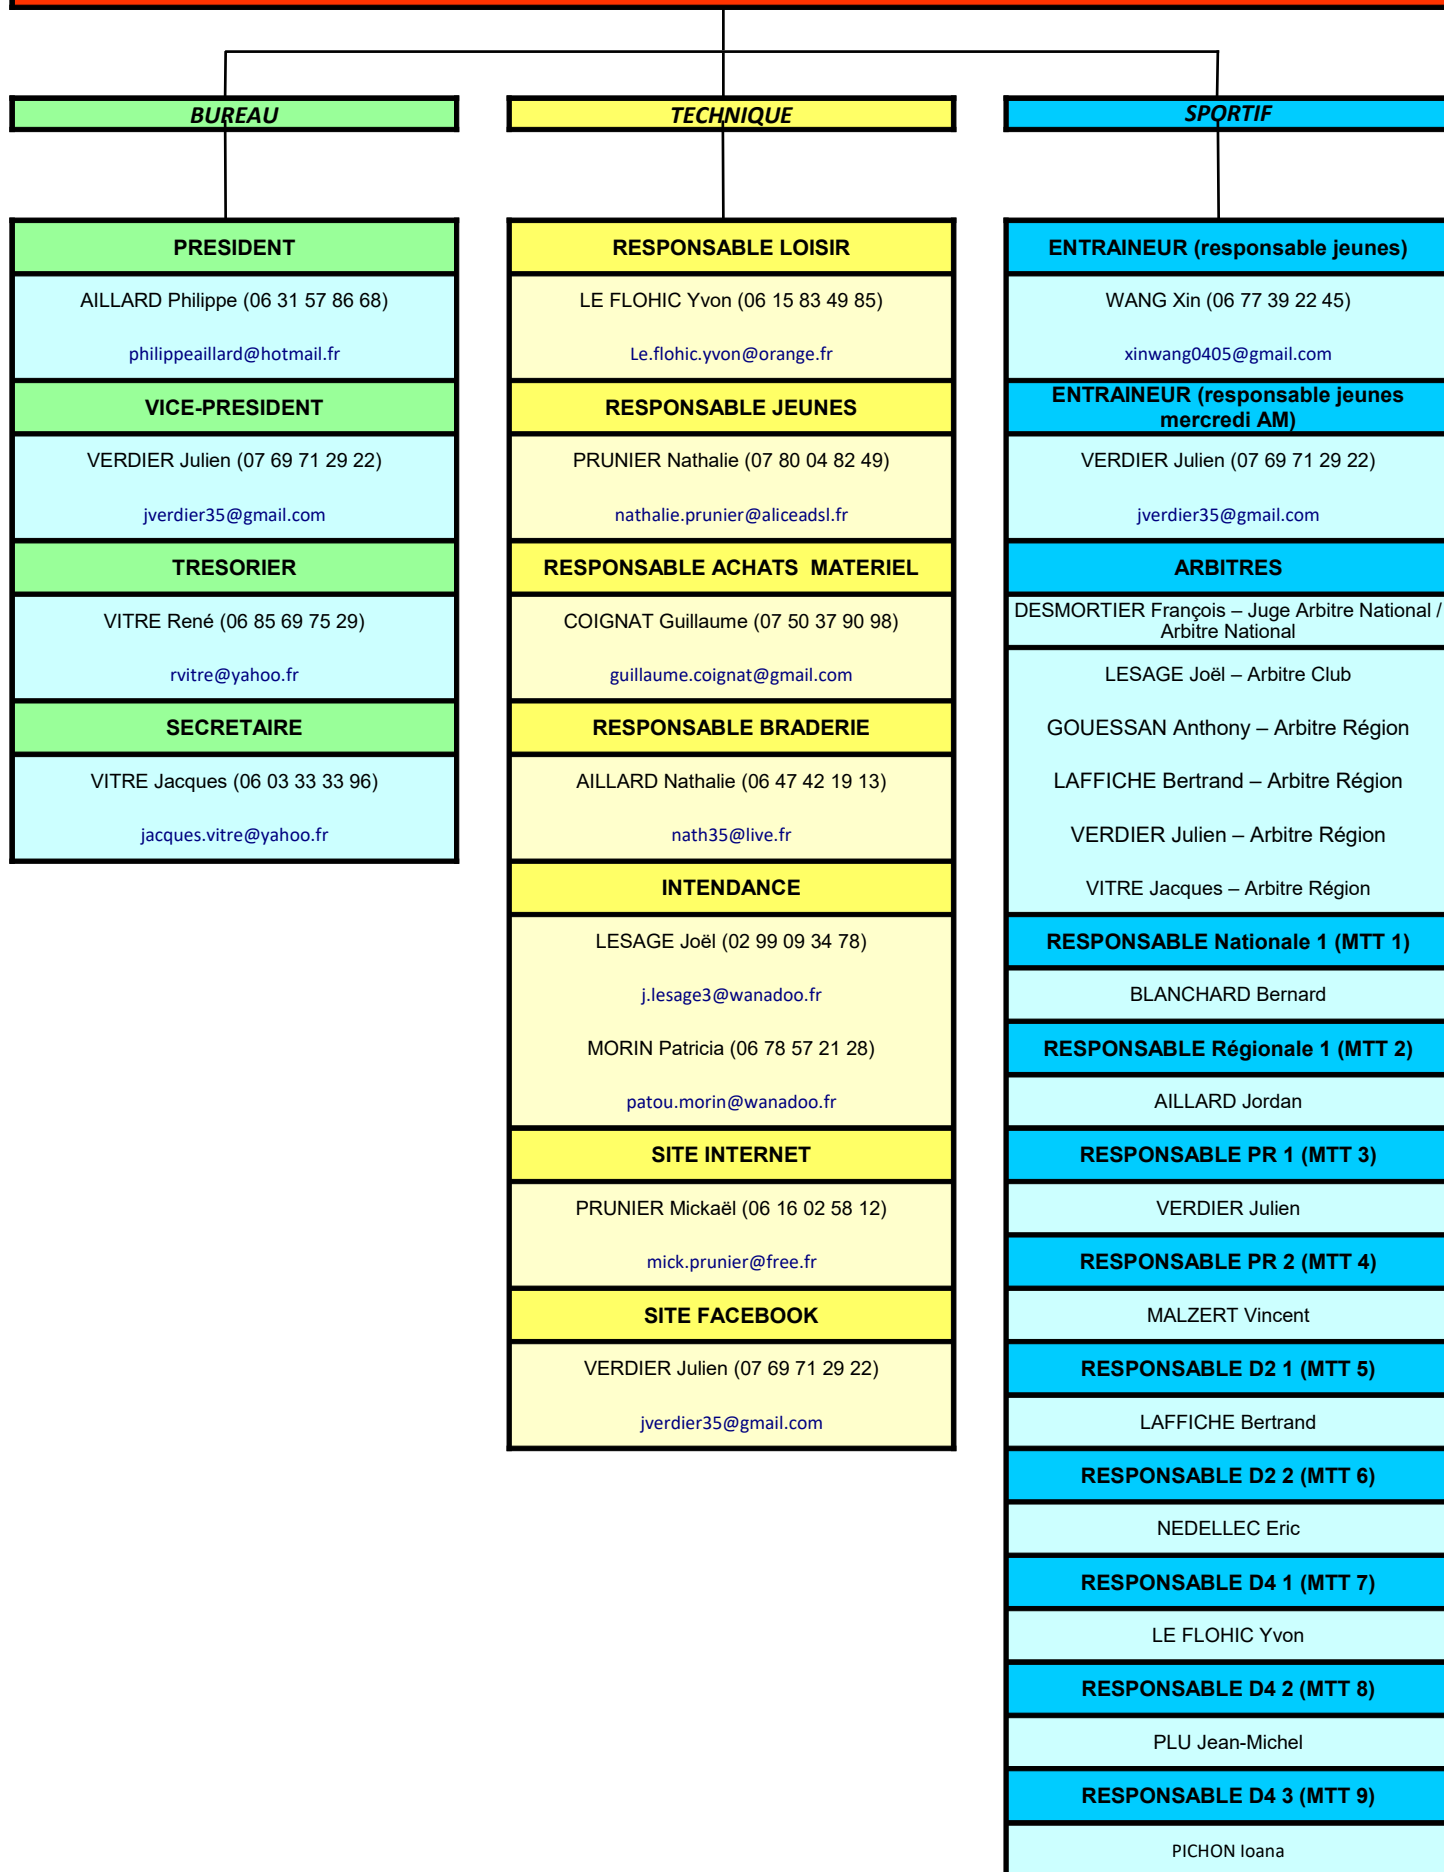 BUREAU
PRESIDENT
AILLARD Philippe (06 31 57 86 68)
philippeaillard@hotmail.fr
VICE-PRESIDENT
VERDIER Julien (07 69 71 29 22)
jverdier35@gmail.com
TRESORIER
VITRE René (06 85 69 75 29)
rvitre@yahoo.fr
SECRETAIRE
VITRE Jacques (06 03 33 33 96)
jacques.vitre@yahoo.fr
TECHNIQUE
RESPONSABLE LOISIR
LE FLOHIC Yvon (06 15 83 49 85)
Le.flohic.yvon@orange.fr
RESPONSABLE JEUNES
PRUNIER Nathalie (07 80 04 82 49)
nathalie.prunier@aliceadsl.fr
RESPONSABLE ACHATS MATERIEL
COIGNAT Guillaume (07 50 37 90 98)
guillaume.coignat@gmail.com
RESPONSABLE BRADERIE
AILLARD Nathalie (06 47 42 19 13)
nath35@live.fr
INTENDANCE
LESAGE Joël (02 99 09 34 78)
j.lesage3@wanadoo.fr
MORIN Patricia (06 78 57 21 28)
patou.morin@wanadoo.fr
SITE INTERNET
PRUNIER Mickaël (06 16 02 58 12)
mick.prunier@free.fr
SITE FACEBOOK
VERDIER Julien (07 69 71 29 22)
jverdier35@gmail.com
SPORTIF
ENTRAINEUR (responsable jeunes)
WANG Xin (06 77 39 22 45)
xinwang0405@gmail.com
ENTRAINEUR (responsable jeunes
mercredi AM)
VERDIER Julien (07 69 71 29 22)
jverdier35@gmail.com
ARBITRES
DESMORTIER François – Juge Arbitre National /
Arbitre National
LESAGE Joël – Arbitre Club
GOUESSAN Anthony – Arbitre Région
LAFFICHE Bertrand – Arbitre Région
VERDIER Julien – Arbitre Région
VITRE Jacques – Arbitre Région
RESPONSABLE Nationale 1 (MTT 1)
BLANCHARD Bernard
RESPONSABLE Régionale 1 (MTT 2)
AILLARD Jordan
RESPONSABLE PR 1 (MTT 3)
VERDIER Julien
RESPONSABLE PR 2 (MTT 4)
MALZERT Vincent
RESPONSABLE D2 1 (MTT 5)
LAFFICHE Bertrand
RESPONSABLE D2 2 (MTT 6)
NEDELLEC Eric
RESPONSABLE D4 1 (MTT 7)
LE FLOHIC Yvon
RESPONSABLE D4 2 (MTT 8)
PLU Jean-Michel
RESPONSABLE D4 3 (MTT 9)
PICHON Ioana